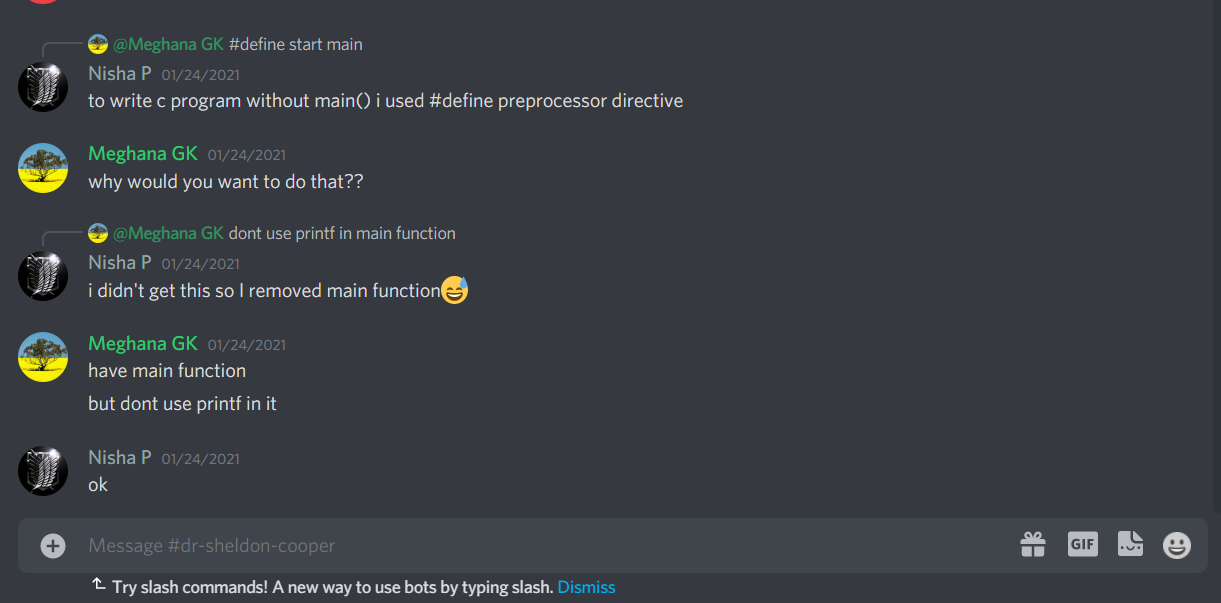 @Meghana GK #define start main
Nisha P 01/24/2021
to write c program without main() i used #define preprocessor directive
Meghana GK 01/24/2021
why would you want to do that??
@Meghana GK dont use printf in main function
Nisha P 01/24/2021
i didn't get this so I removed main function😅
Meghana GK 01/24/2021
have main function
but dont use printf in it
Nisha P 01/24/2021
ok
Message #dr-sheldon-cooper
GIF
Try slash commands! A new way to use bots by typing slash. Dismiss